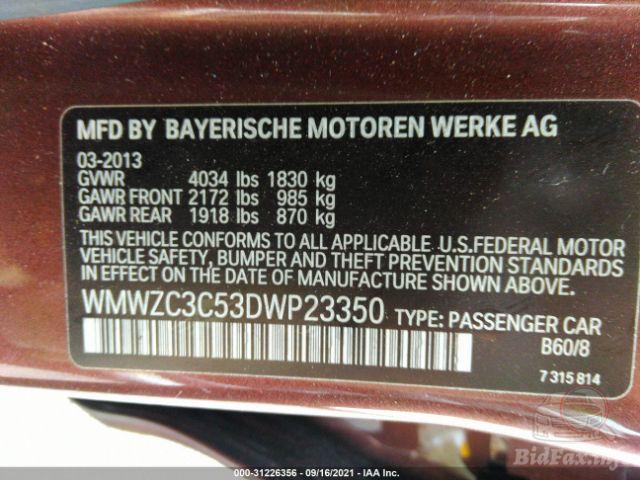 MFD BY BAYERISCHE MOTOREN WERKE AG
03-2013
GVWR 4034 lbs 1830 kg
GAWR FRONT 2172 lbs 985 kg
GAWR REAR 1918 lbs 870 kg
THIS VEHICLE CONFORMS TO ALL APPLICABLE U.S.FEDERAL MOTOR
VEHICLE SAFETY, BUMPER AND THEFT PREVENTION STANDARDS
IN EFFECT ON THE DATE OF MANUFACTURE SHOWN ABOVE.
WMWZC3C53DWP23350 TYPE: PASSENGER CAR
B60/8
7 315 814
BidFax.info
000-31226356 - 09/16/2021 - IAA Inc.